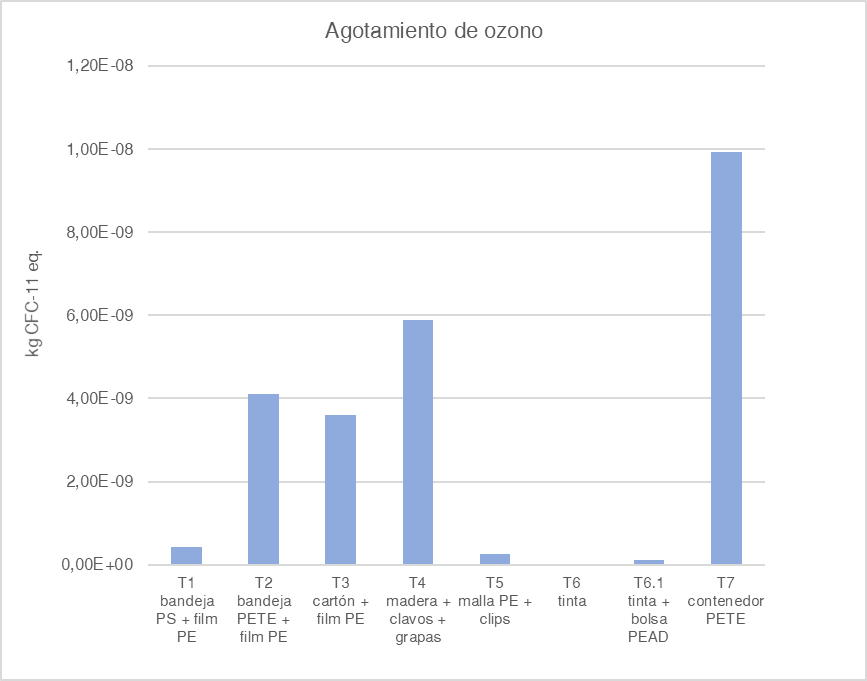 Agotamiento de ozono
kg CFC-11 eq.
1,20E-08
1,00E-08
8,00E-09
6,00E-09
4,00E-09
2,00E-09
0,00E+00
T1
bandeja
PS + film
PE
T2
bandeja
PETE +
film PE
T3
cartón +
film PE
T4
madera +
clavos +
grapas
T5
malla PE +
clips
T6
tinta
T6.1
tinta +
bolsa
PEAD
T7
contenedor
PETE